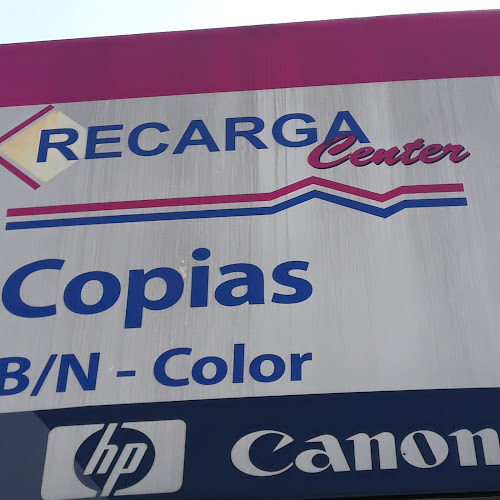 RECARGA
Center
Copias
B/N - Color
hp Canon